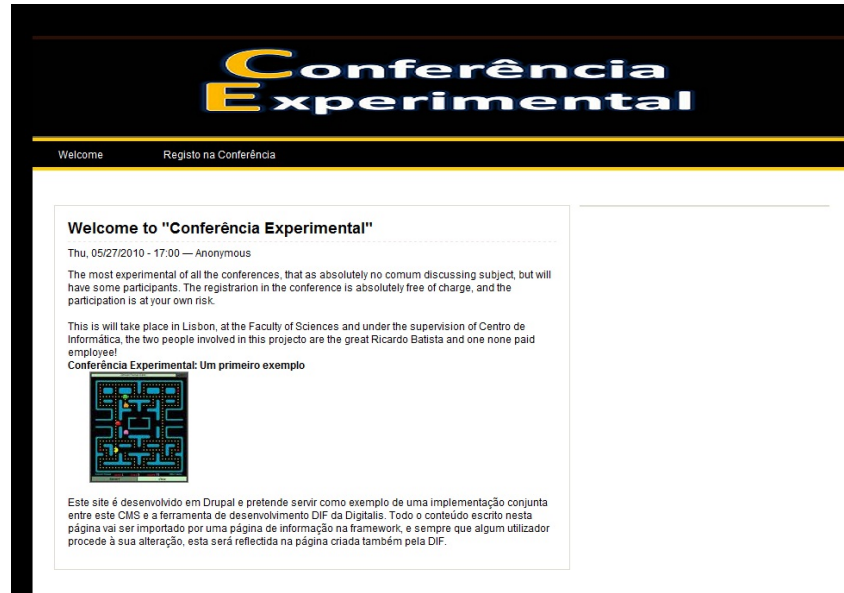 Conferência
Experimental
Welcome
Registo na Conferência
Welcome to "Conferência Experimental"
Thu, 05/27/2010 - 17:00 — Anonymous
The most experimental of all the conferences, that as absolutely no comum discussing subject, but will
have some participants. The registrarion in the conference is absolutely free of charge, and the
participation is at your own risk.
This is will take place in Lisbon, at the Faculty of Sciences and under the supervision of Centro de
Informática, the two people involved in this projecto are the great Ricardo Batista and one none paid
employee!
Conferência Experimental: Um primeiro exemplo
Este site é desenvolvido em Drupal e pretende servir como exemplo de uma implementação conjunta
entre este CMS e a ferramenta de desenvolvimento DIF da Digitalis. Todo o conteúdo escrito nesta
página vai ser importado por uma página de informação na framework, e sempre que algum utilizador
procede à sua alteração, esta será reflectida na página criada também pela DIF.